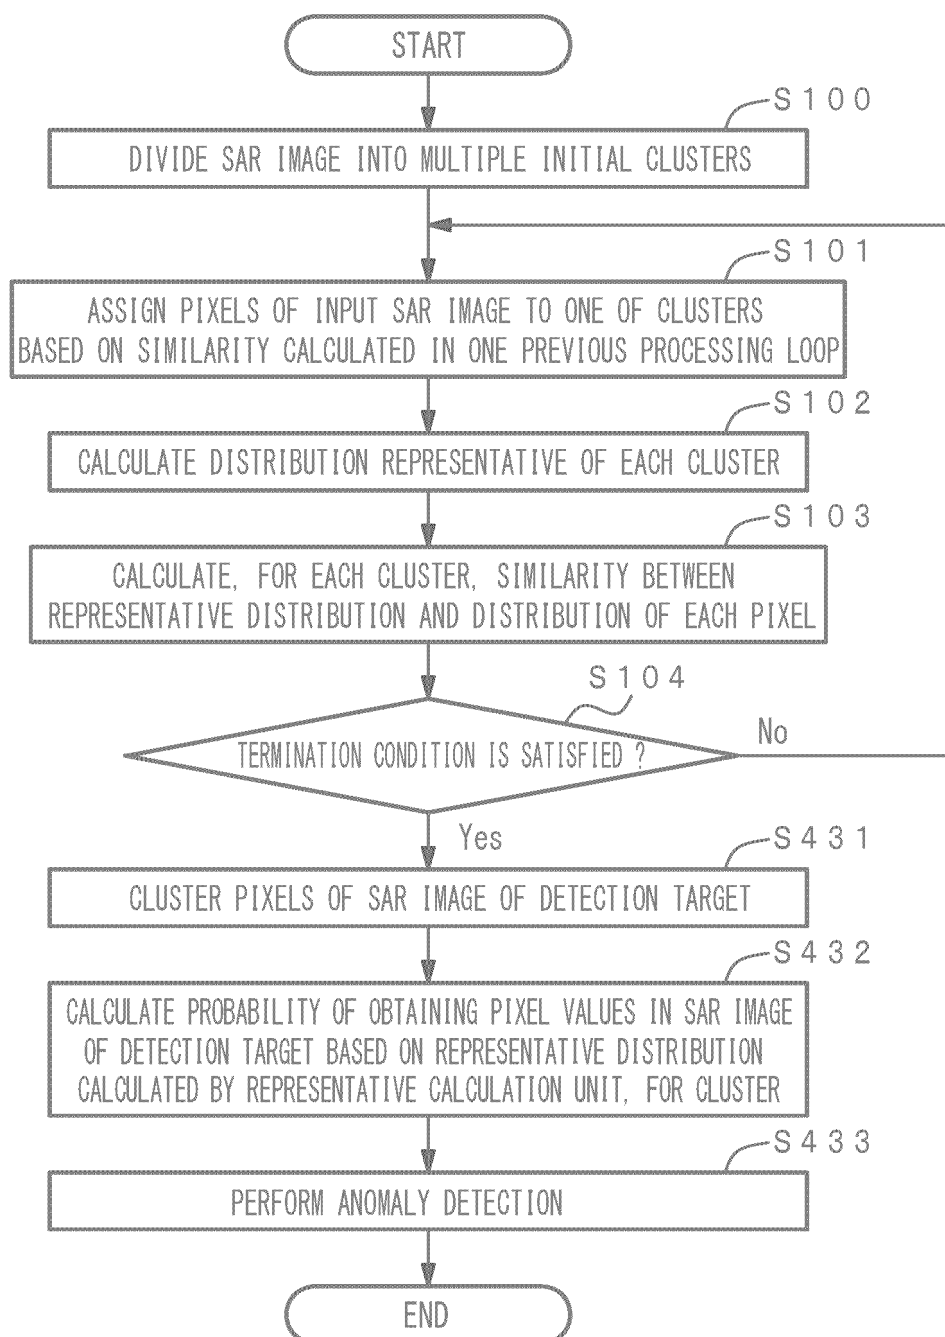 START
S100
DIVIDE SAR IMAGE INTO MULTIPLE INITIAL CLUSTERS
S101
ASSIGN PIXELS OF INPUT SAR IMAGE TO ONE OF CLUSTERS
BASED ON SIMILARITY CALCULATED IN ONE PREVIOUS PROCESSING LOOP
S102
CALCULATE DISTRIBUTION REPRESENTATIVE OF EACH CLUSTER
S103
CALCULATE, FOR EACH CLUSTER, SIMILARITY BETWEEN
REPRESENTATIVE DISTRIBUTION AND DISTRIBUTION OF EACH PIXEL
S104
TERMINATION CONDITION IS SATISFIED ?
No
Yes
S431
CLUSTER PIXELS OF SAR IMAGE OF DETECTION TARGET
S432
CALCULATE PROBABILITY OF OBTAINING PIXEL VALUES IN SAR IMAGE
OF DETECTION TARGET BASED ON REPRESENTATIVE DISTRIBUTION
CALCULATED BY REPRESENTATIVE CALCULATION UNIT, FOR CLUSTER
S433
PERFORM ANOMALY DETECTION
END